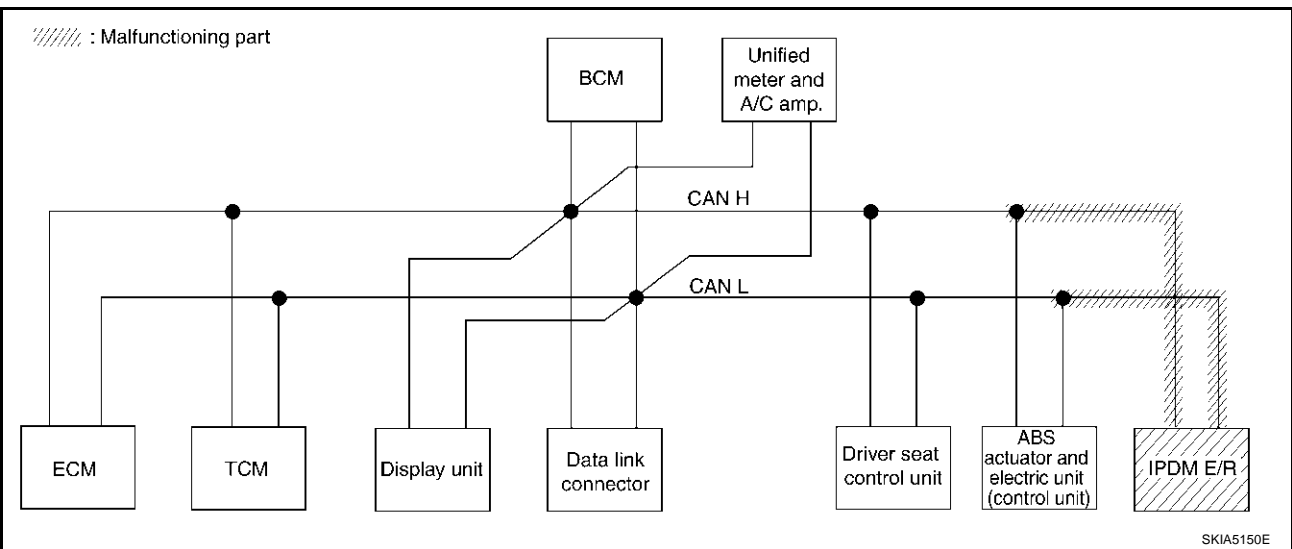 : Malfunctioning part
BCM
Unified
meter and
A/C amp.
CAN H
CAN L
ECM
TCM
Display unit
Data link
connector
Driver seat
control unit
ABS
actuator and
electric unit
(control unit)
IPDM E/R
SKIA5150E